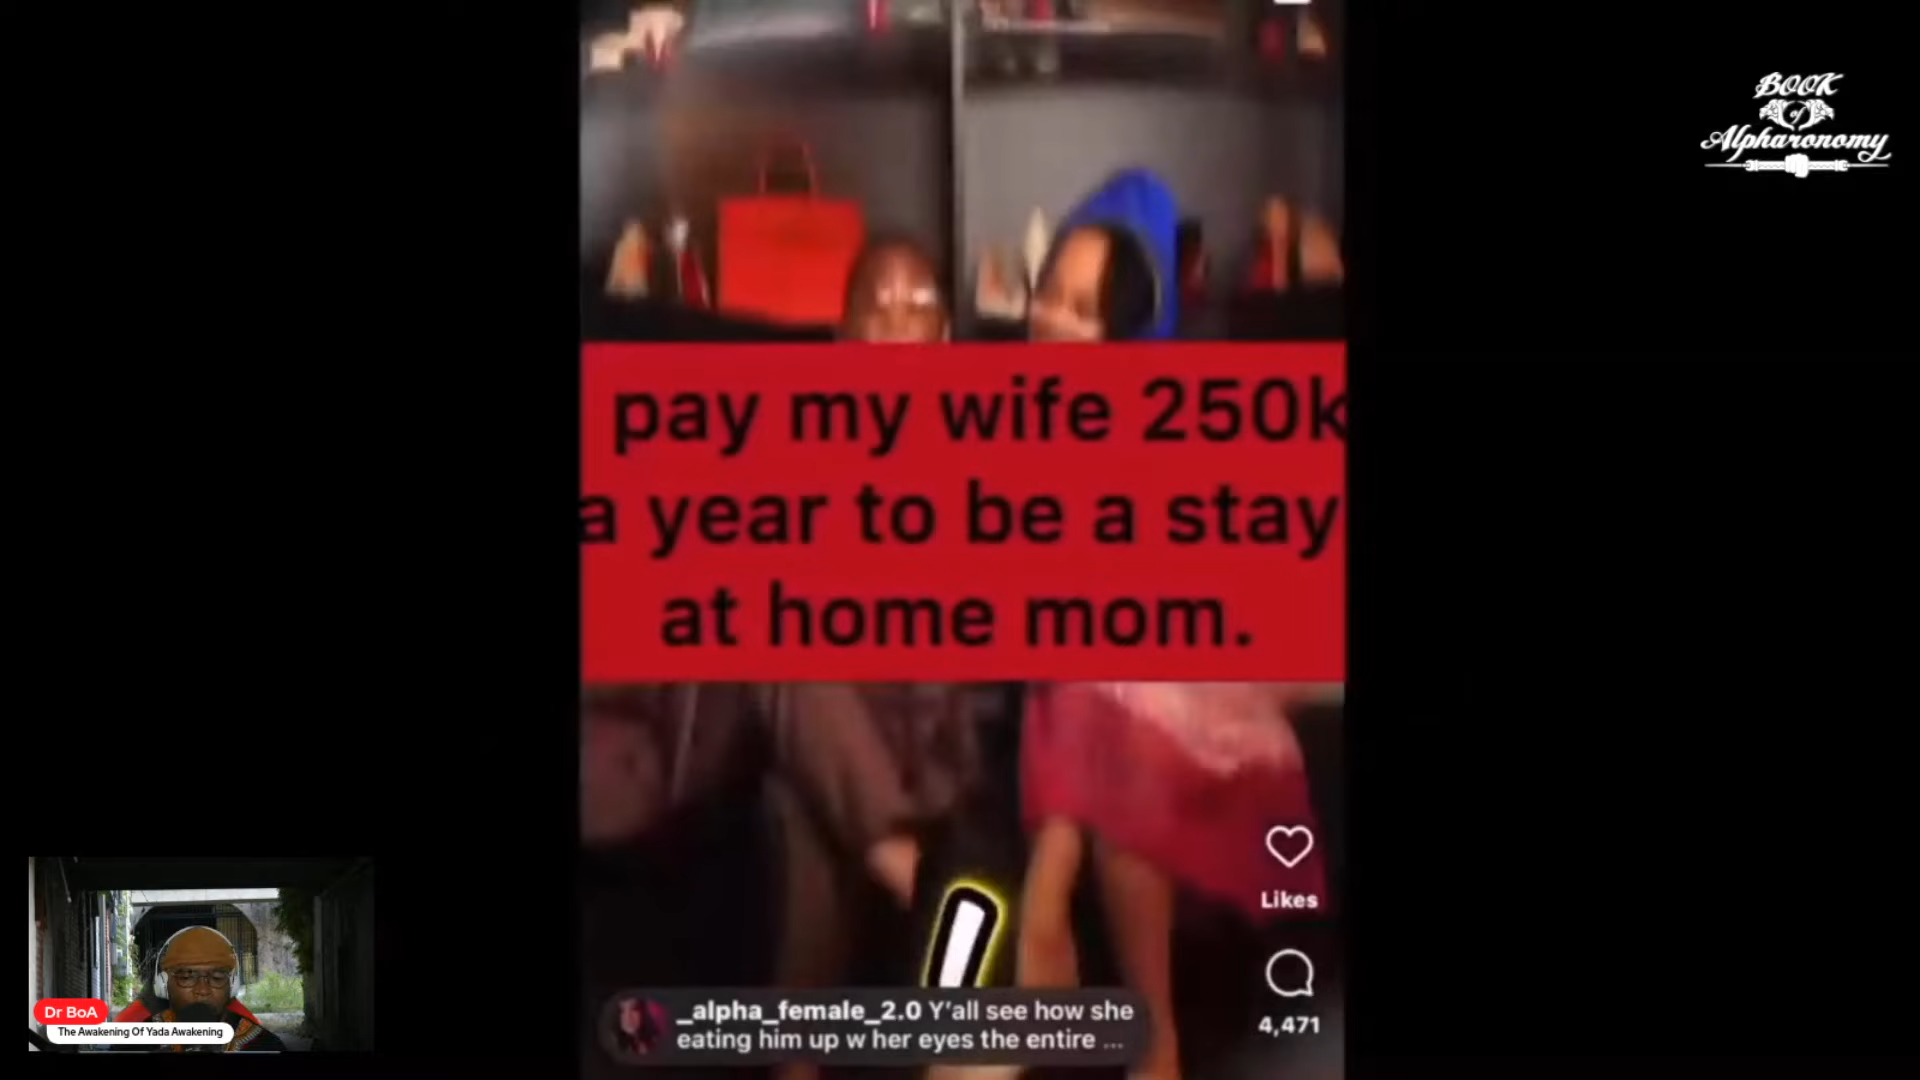 BOOK
of
Alpharonomy
pay my wife 250k
a year to be a stay
at home mom.
Likes
4,471
_alpha_female_2.0 Y'all see how she
eating him up w her eyes the entire ...
Dr BoA
The Awakening Of Yada Awakening